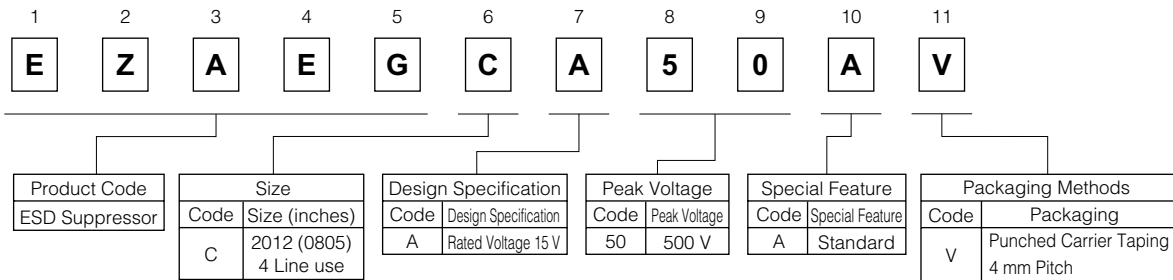 1 2 3 4 5 6 7 8 9 10 11
E Z A E G C A 5 0 A V
Product Code
ESD Suppressor
Size
Code Size (inches)
C 2012 (0805)
4 Line use
Design Specification
Code Design Specification
A Rated Voltage 15 V
Peak Voltage
Code Peak Voltage
50 500 V
Special Feature
Code Special Feature
A Standard
Packaging Methods
Code Packaging
V Punched Carrier Taping
4 mm Pitch